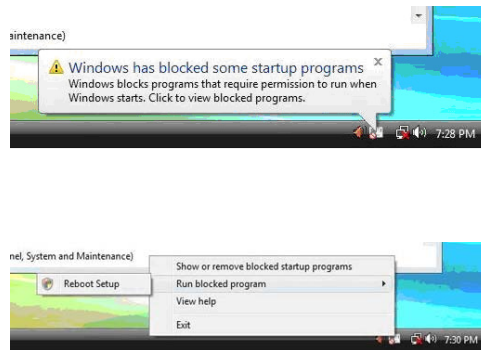 aintenance)
Windows has blocked some startup programs
Windows blocks programs that require permission to run when
Windows starts. Click to view blocked programs.
7:28 PM
nel, System and Maintenance)
Show or remove blocked startup programs
Reboot Setup
Run blocked program
View help
Exit
7:30 PM